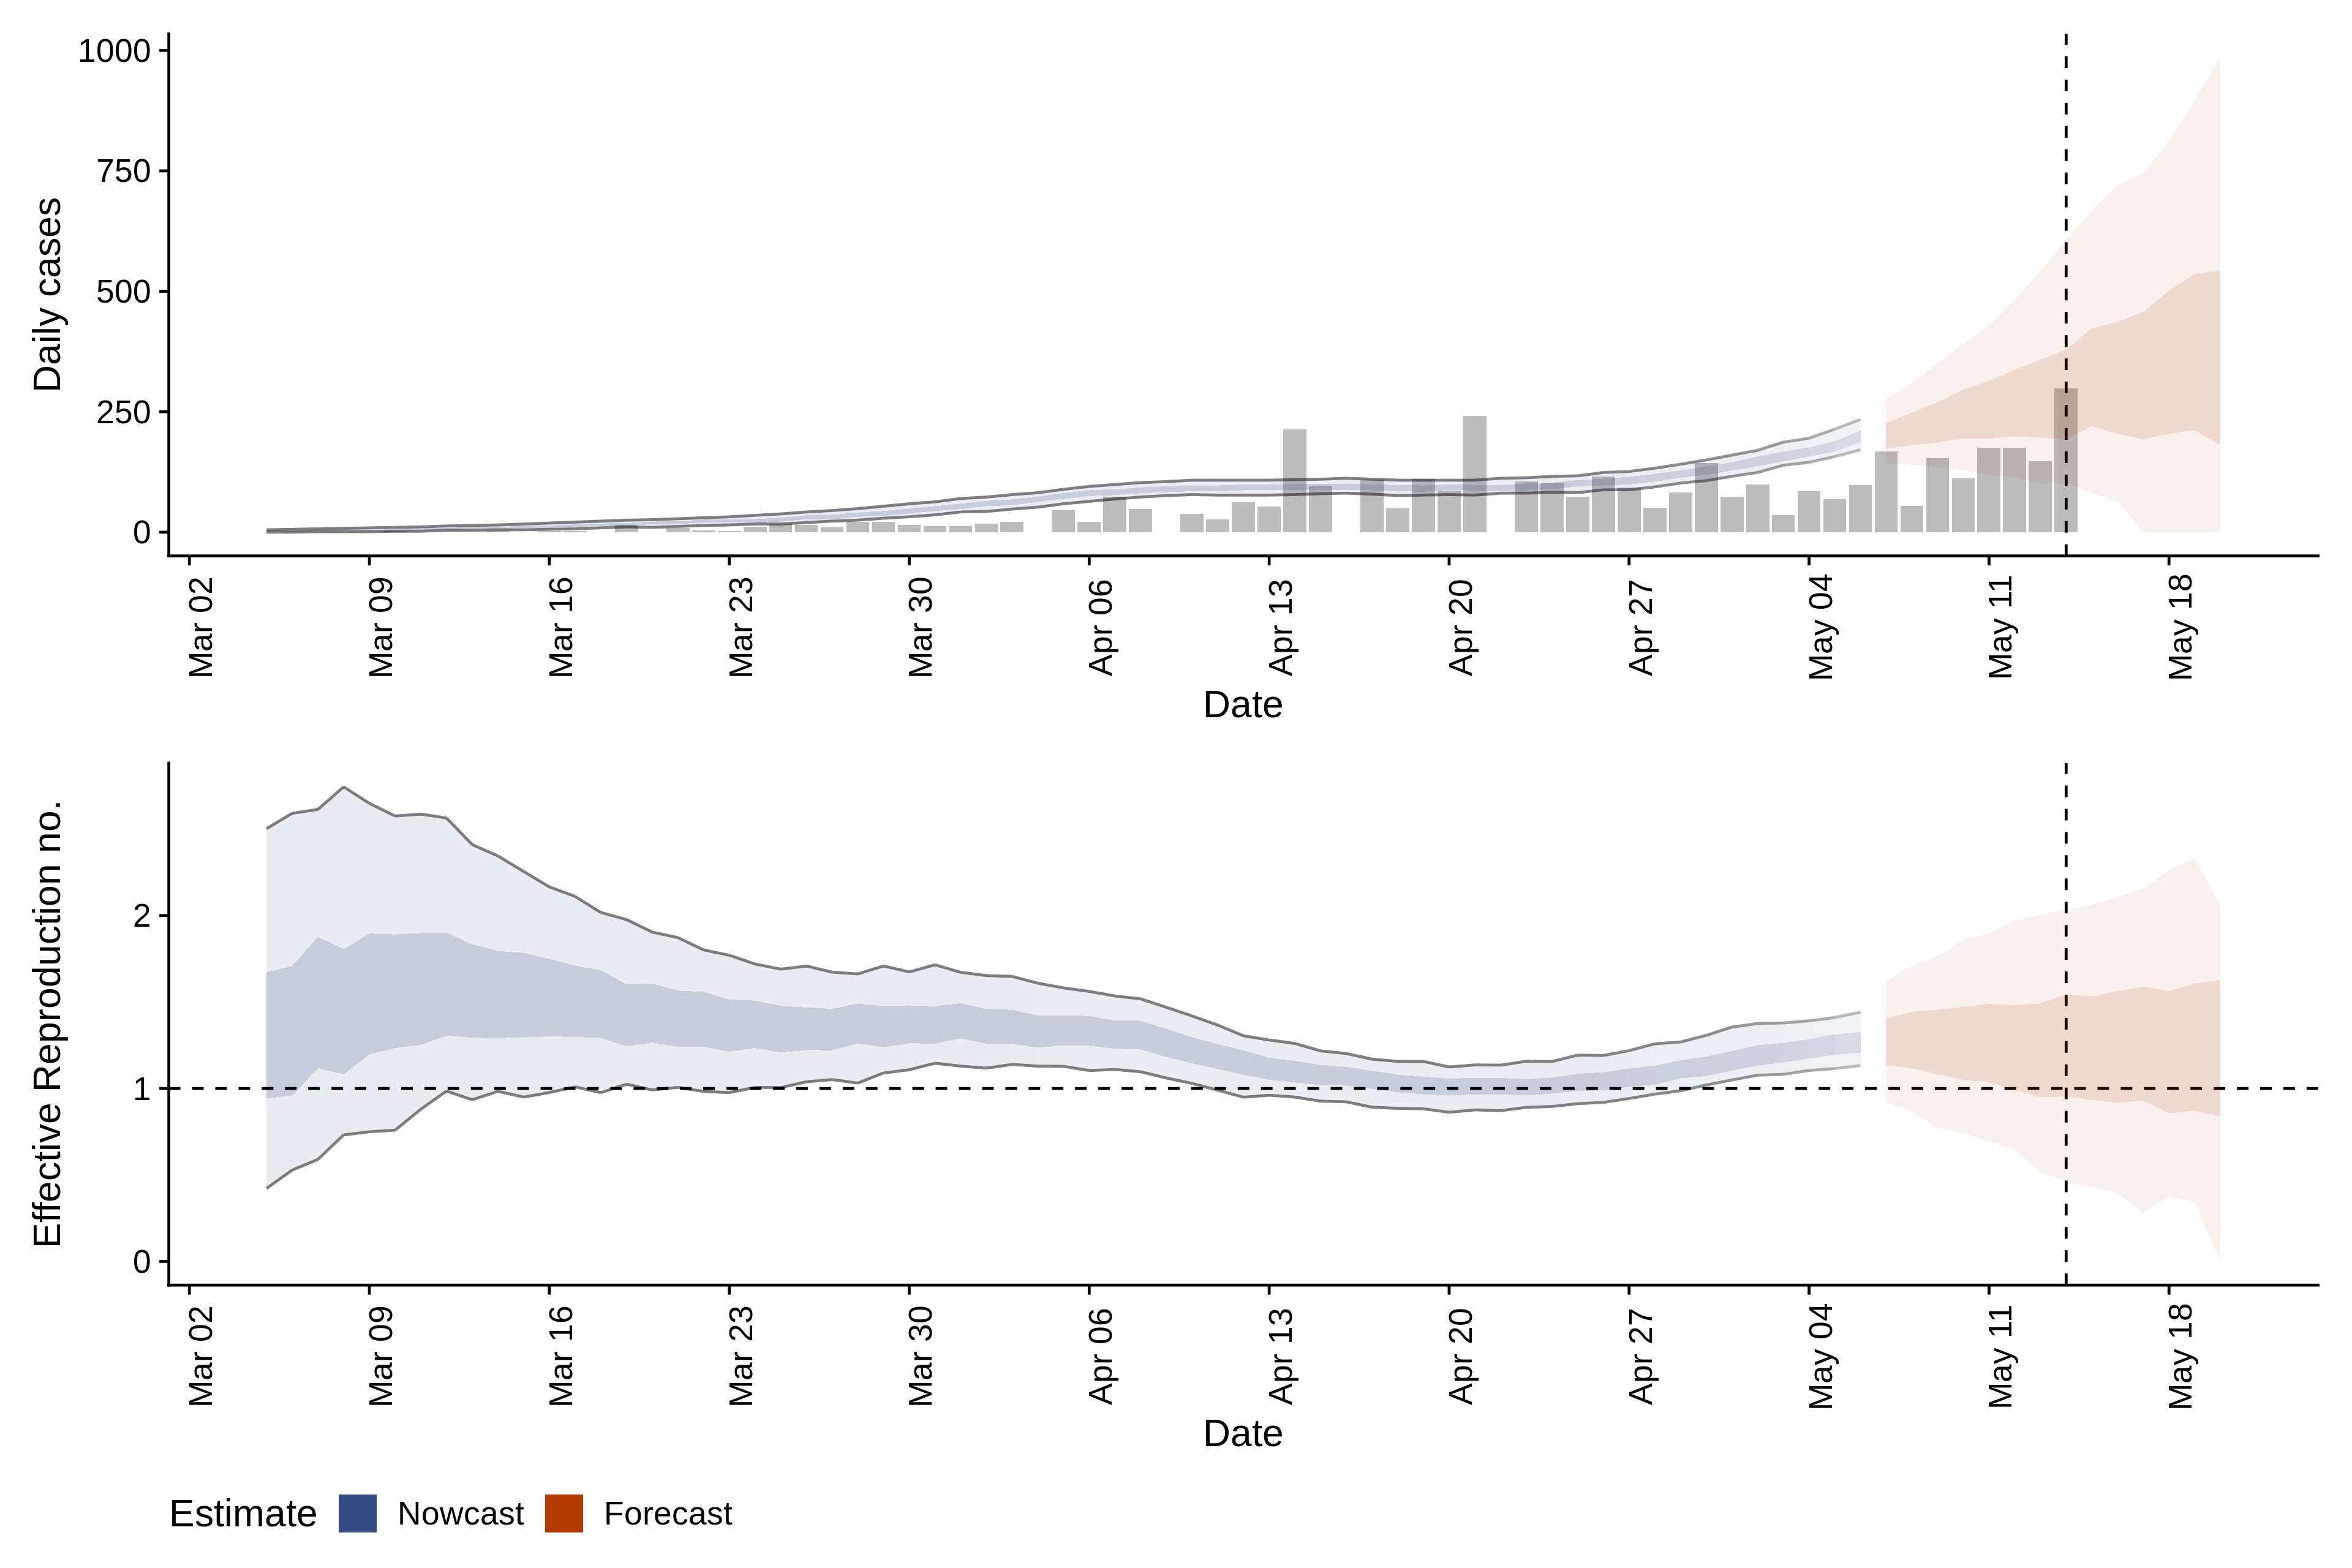 1000
750
500
250
0
Daily cases
Mar 02 Mar 09 Mar 16 Mar 23 Mar 30 Apr 06 Apr 13 Apr 20 Apr 27 May 04 May 11 May 18
Date
2
1
0
Effective Reproduction no.
Mar 02 Mar 09 Mar 16 Mar 23 Mar 30 Apr 06 Apr 13 Apr 20 Apr 27 May 04 May 11 May 18
Date
Estimate Nowcast Forecast